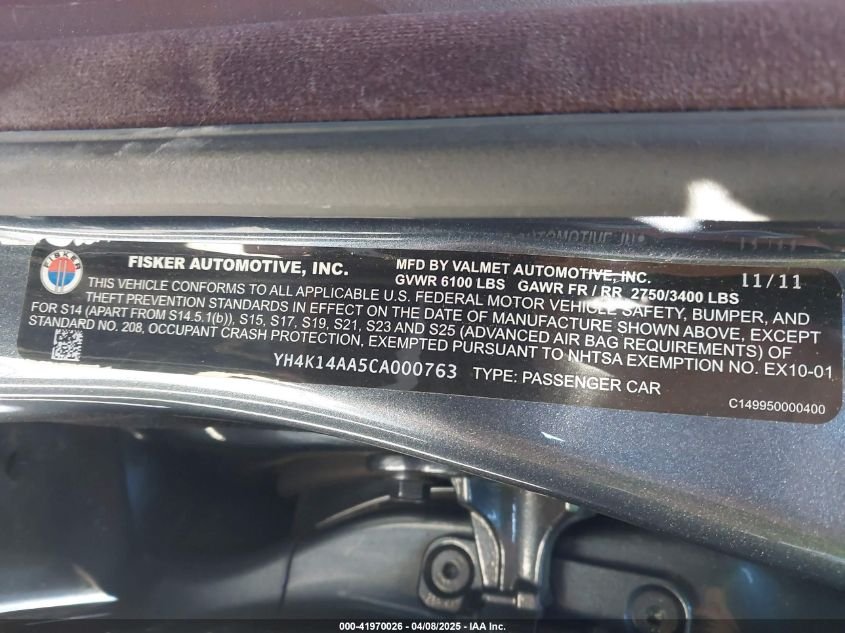 FISKER
FISKER AUTOMOTIVE, INC. MFD BY VALMET AUTOMOTIVE, INC. 11/11
GVWR 6100 LBS GAWR FR / RR 2750/3400 LBS
THIS VEHICLE CONFORMS TO ALL APPLICABLE U.S. FEDERAL MOTOR VEHICLE SAFETY, BUMPER, AND
THEFT PREVENTION STANDARDS IN EFFECT ON THE DATE OF MANUFACTURE SHOWN ABOVE, EXCEPT
FOR S14 (APART FROM S14.5.1(b)), S15, S17, S19, S21, S23 AND S25 (ADVANCED AIR BAG REQUIREMENTS) OF
STANDARD NO. 208, OCCUPANT CRASH PROTECTION, EXEMPTED PURSUANT TO NHTSA EXEMPTION NO. EX10-01
YH4K14AA5CA000763 TYPE: PASSENGER CAR
C149950000400
000-41970026 - 04/08/2025 - IAA Inc.